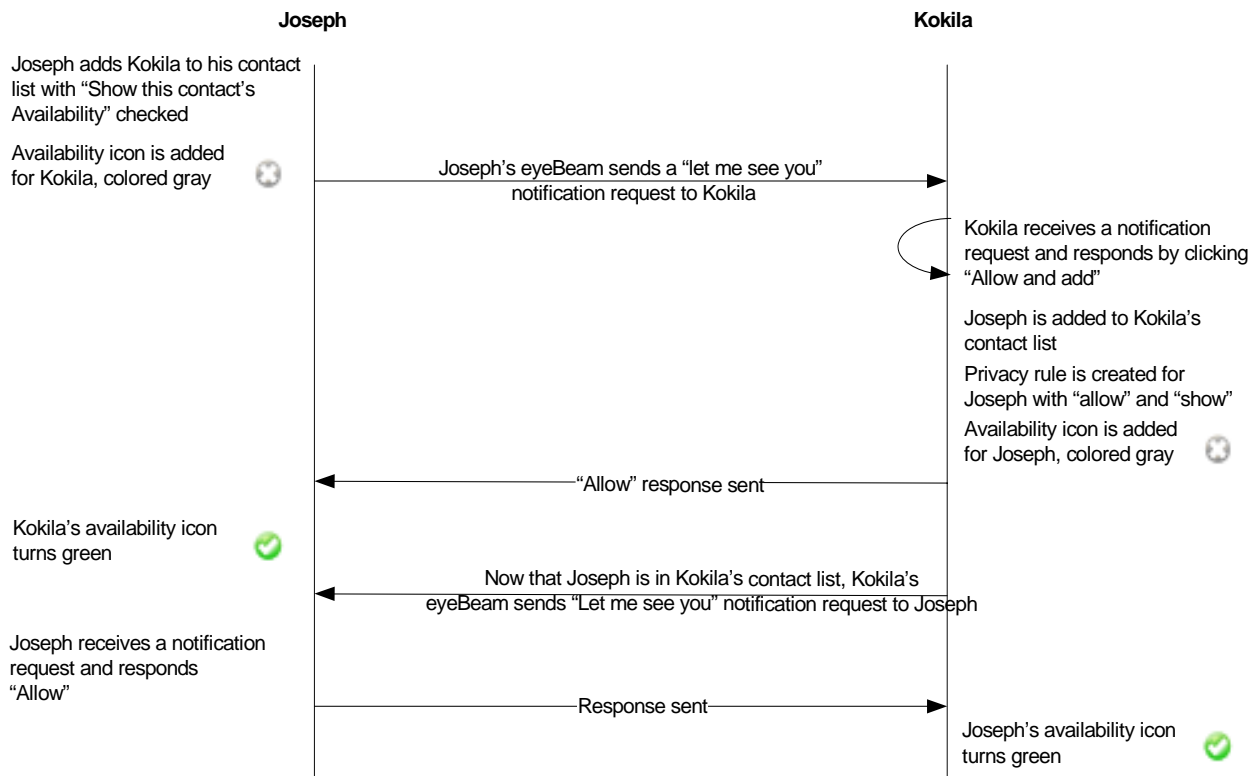 Joseph
Kokila
Joseph adds Kokila to his contact
list with “Show this contact’s
Availability” checked
Availability icon is added
for Kokila, colored gray
Joseph’s eyeBeam sends a “let me see you”
notification request to Kokila
Kokila receives a notification
request and responds by clicking
“Allow and add”
Joseph is added to Kokila’s
contact list
Privacy rule is created for
Joseph with “allow” and “show”
Availability icon is added
for Joseph, colored gray
“Allow” response sent
Kokila’s availability icon
turns green
Now that Joseph is in Kokila’s contact list, Kokila’s
eyeBeam sends “Let me see you” notification request to Joseph
Joseph receives a notification
request and responds
“Allow”
Response sent
Joseph’s availability icon
turns green